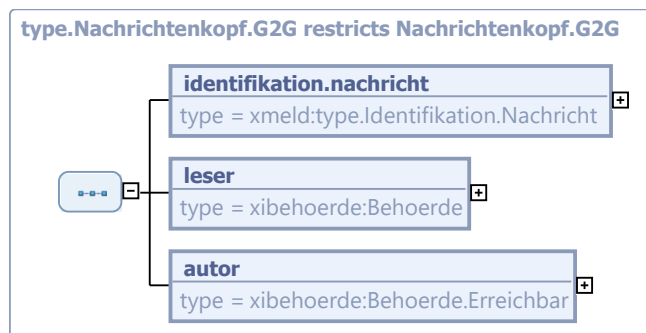 type.Nachrichtenkopf.G2G restricts Nachrichtenkopf.G2G
identifikation.nachricht
type = xmeld:type.Identifikation.Nachricht
leser
type = xibehoerde:Behoerde
autor
type = xibehoerde:Behoerde.Erreichbar